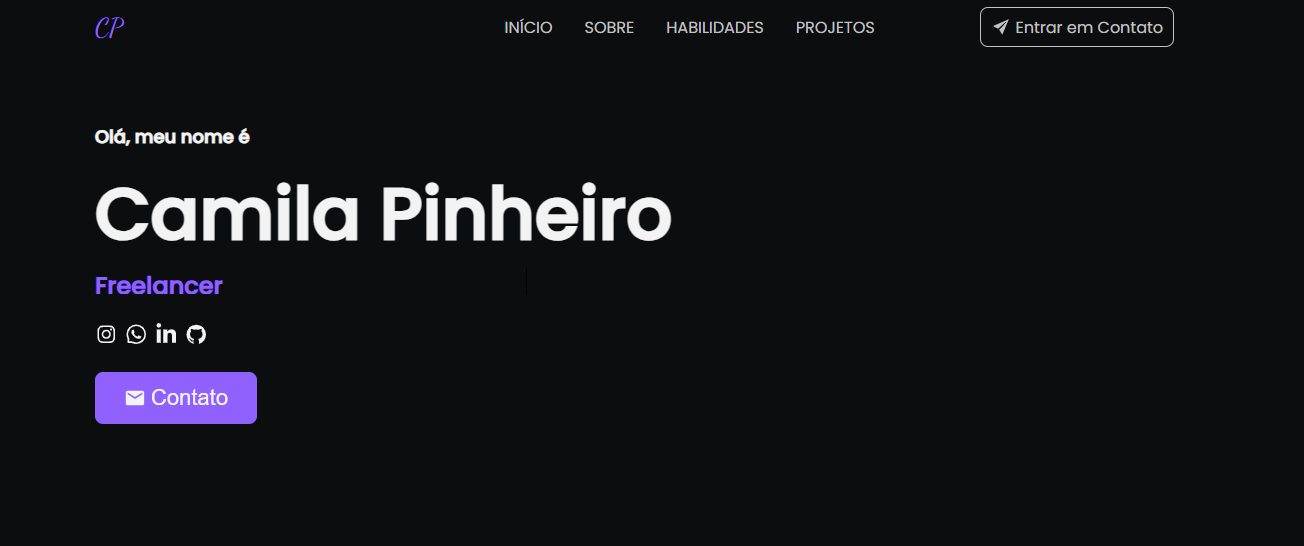 CP
INÍCIO SOBRE HABILIDADES PROJETOS Entrar em Contato
Olá, meu nome é
Camila Pinheiro
Freelancer
Contato